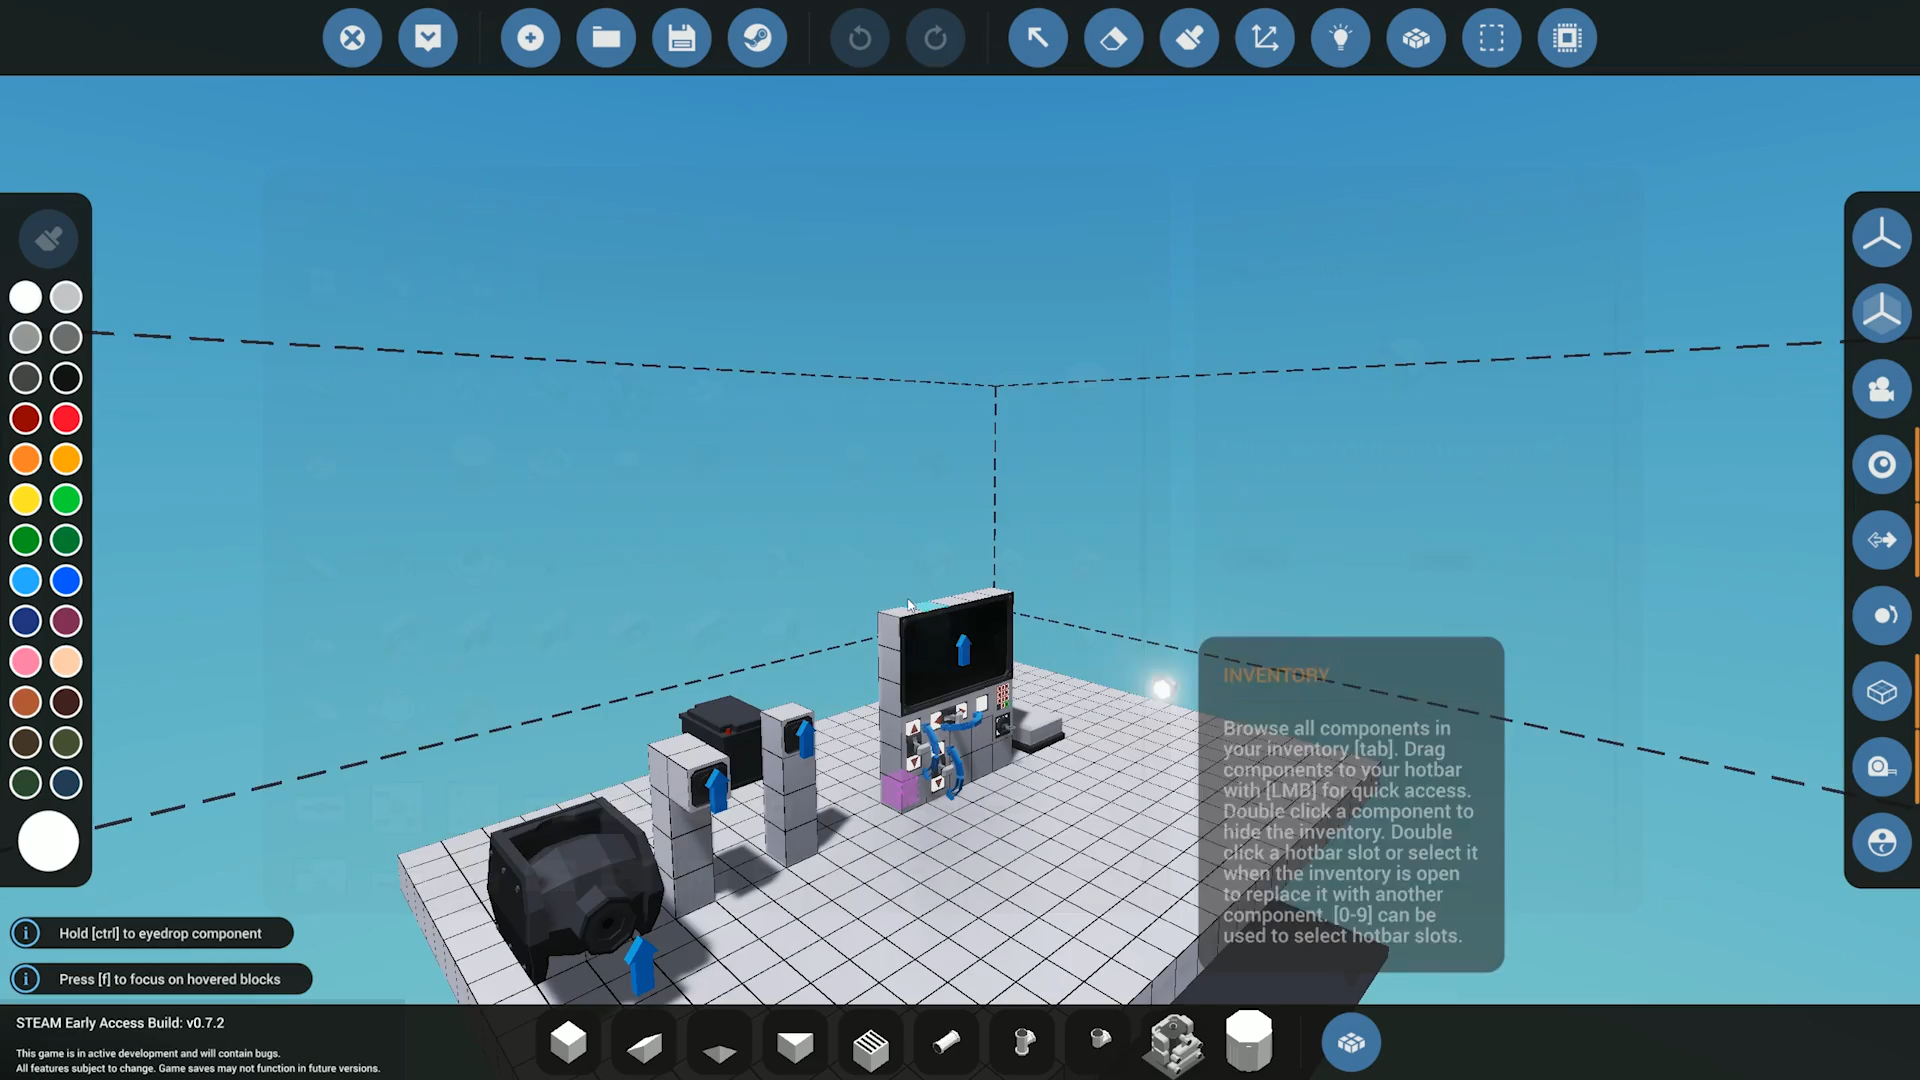 INVENTORY
Browse all components in
your inventory [tab]. Drag
components to your hotbar
with [LMB] for quick access.
Double click a component to
hide the inventory. Double
click a hotbar slot or select it
when the inventory is open
to replace it with another
component. [0-9] can be
used to select hotbar slots.
Hold [ctrl] to eyedrop component
Press [f] to focus on hovered blocks
STEAM Early Access Build: v0.7.2
This game is in active development and will contain bugs.
All features subject to change. Game saves may not function in future versions.